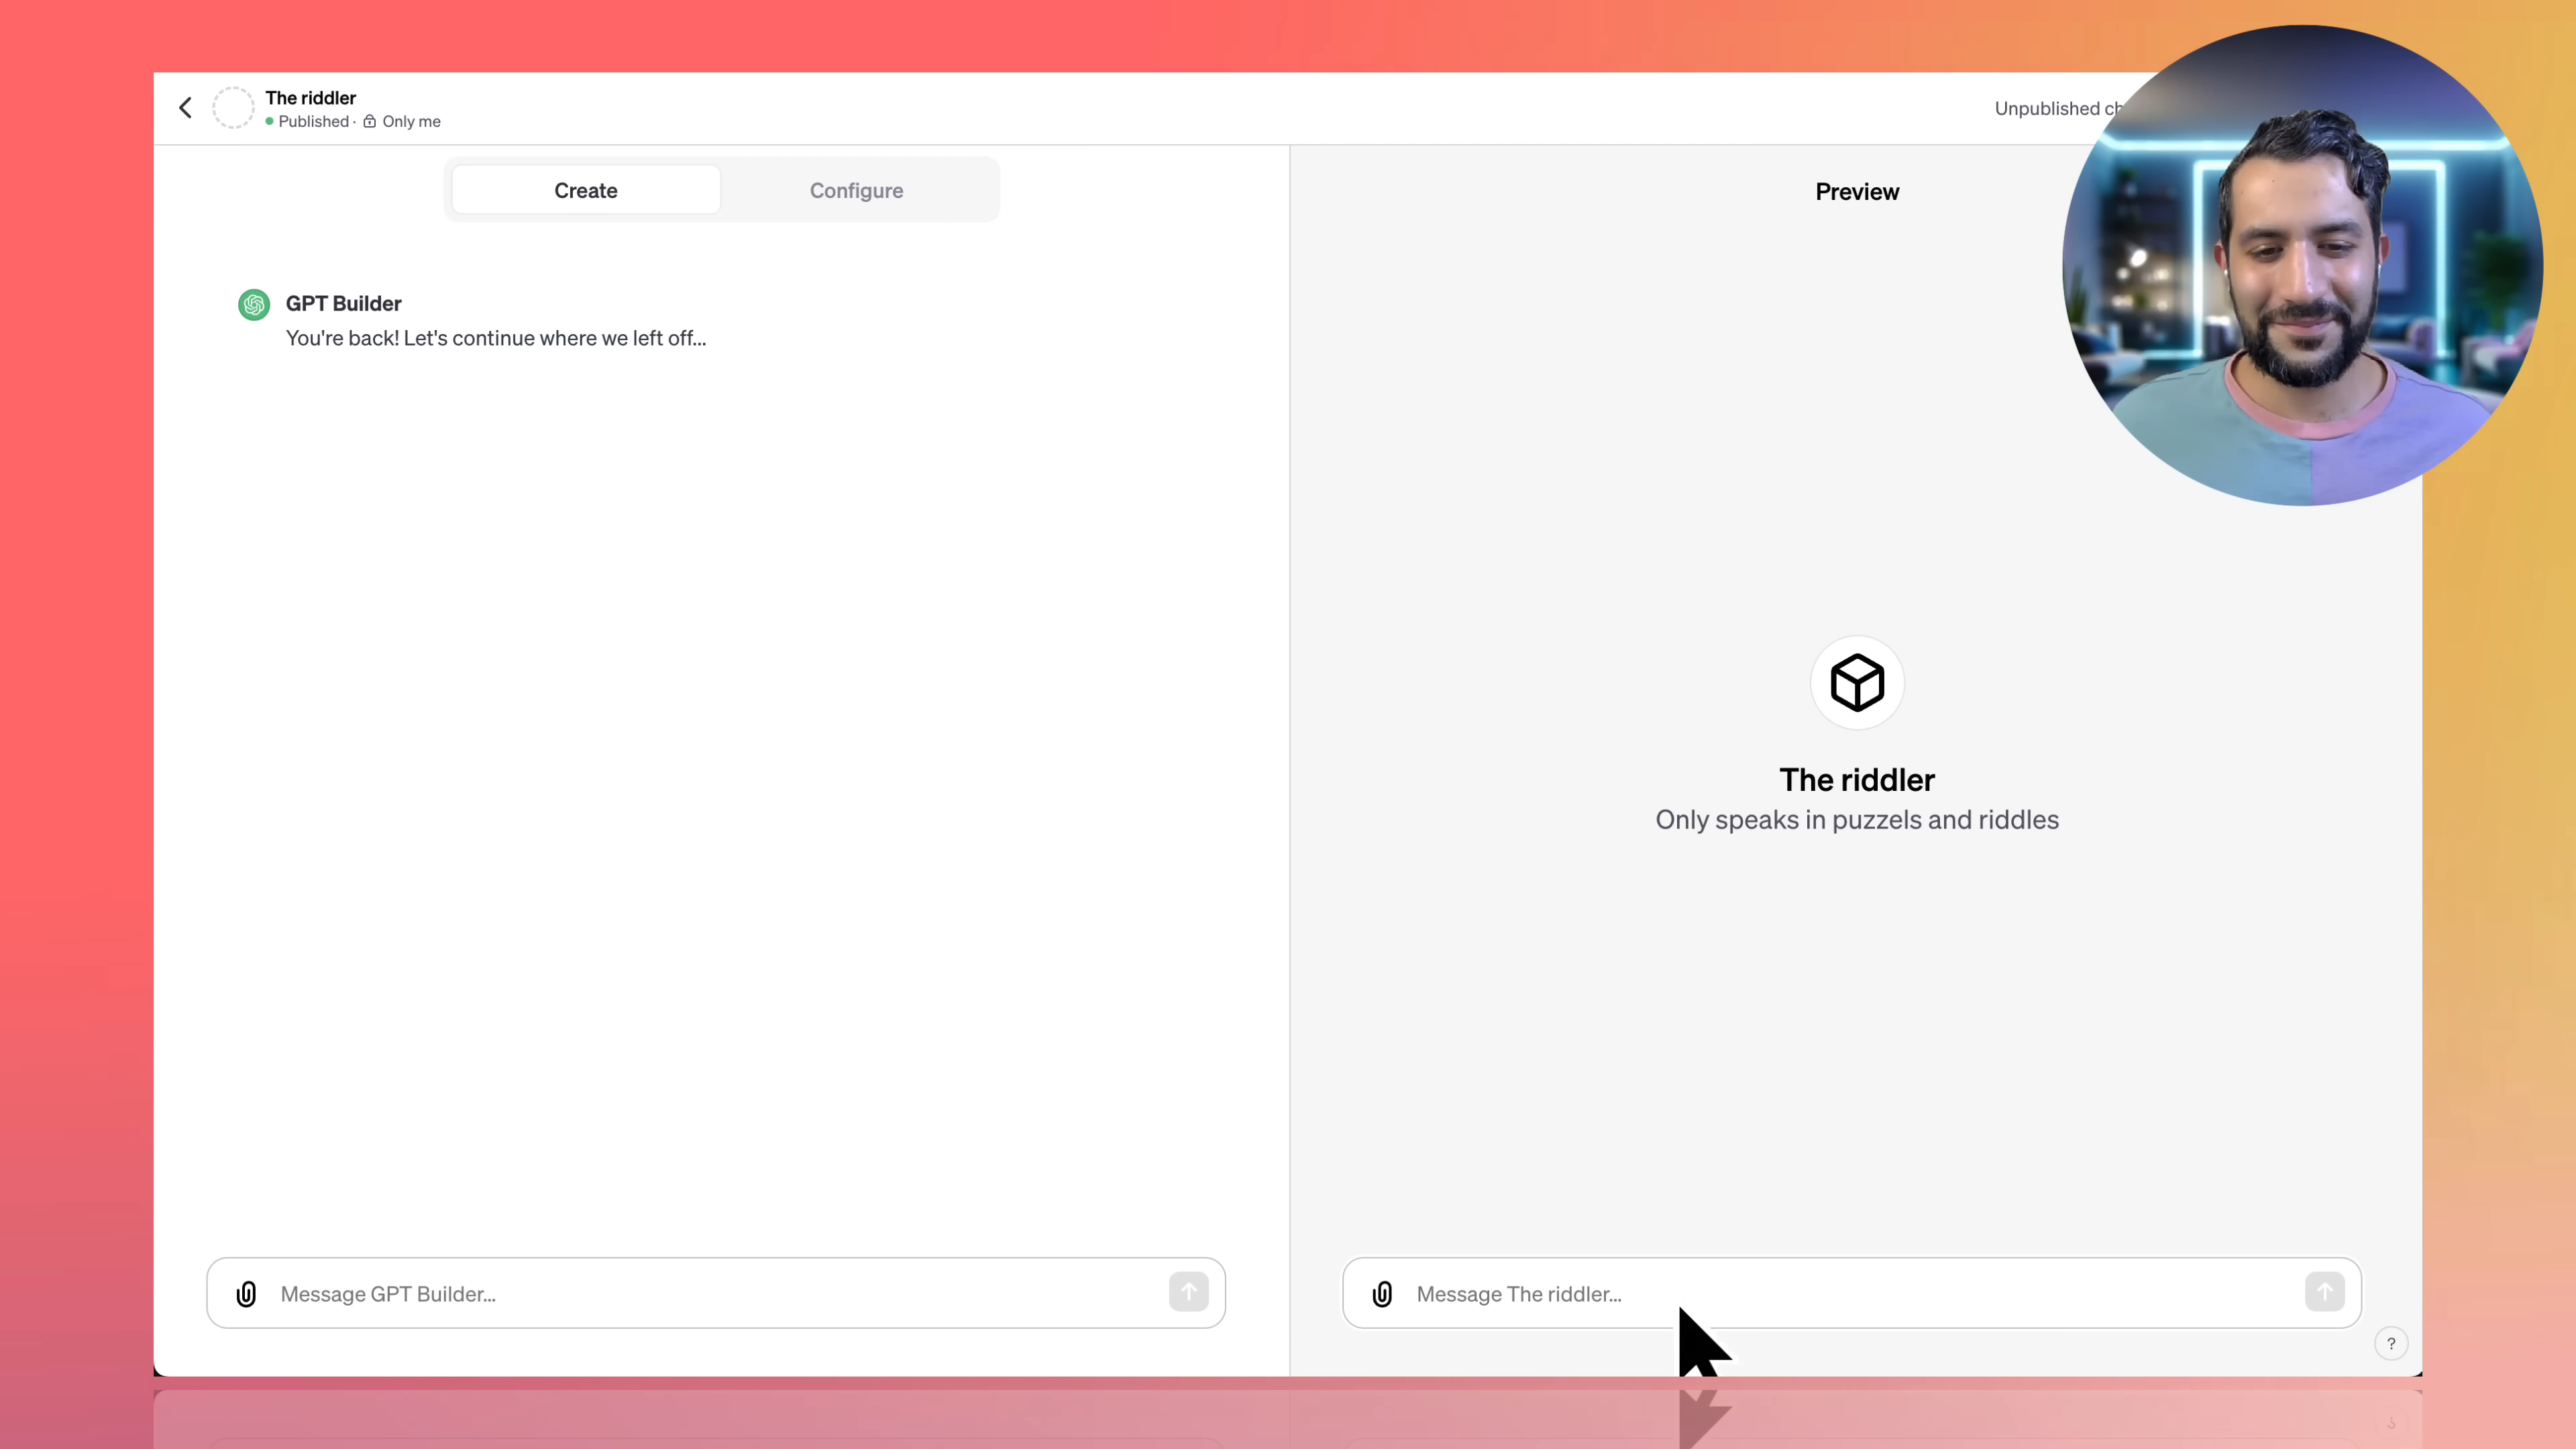 The riddler
Published · Only me
Unpublished
Create
Configure
Preview
GPT Builder
You're back! Let's continue where we left off...
The riddler
Only speaks in puzzels and riddles
Message GPT Builder...
Message The riddler...
?